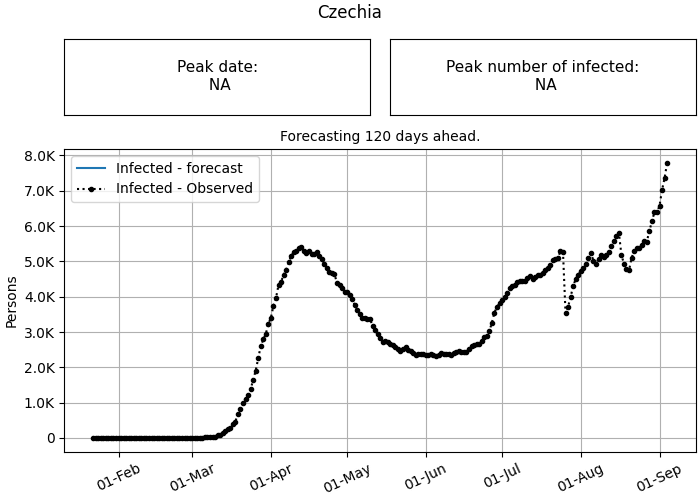 Czechia
Peak date:
NA
Peak number of infected:
NA
Forecasting 120 days ahead.
8.0K
7.0K
6.0K
5.0K
4.0K
3.0K
2.0K
1.0K
0
Persons
Infected - forecast
Infected - Observed
01-Feb
01-Mar
01-Apr
01-May
01-Jun
01-Jul
01-Aug
01-Sep